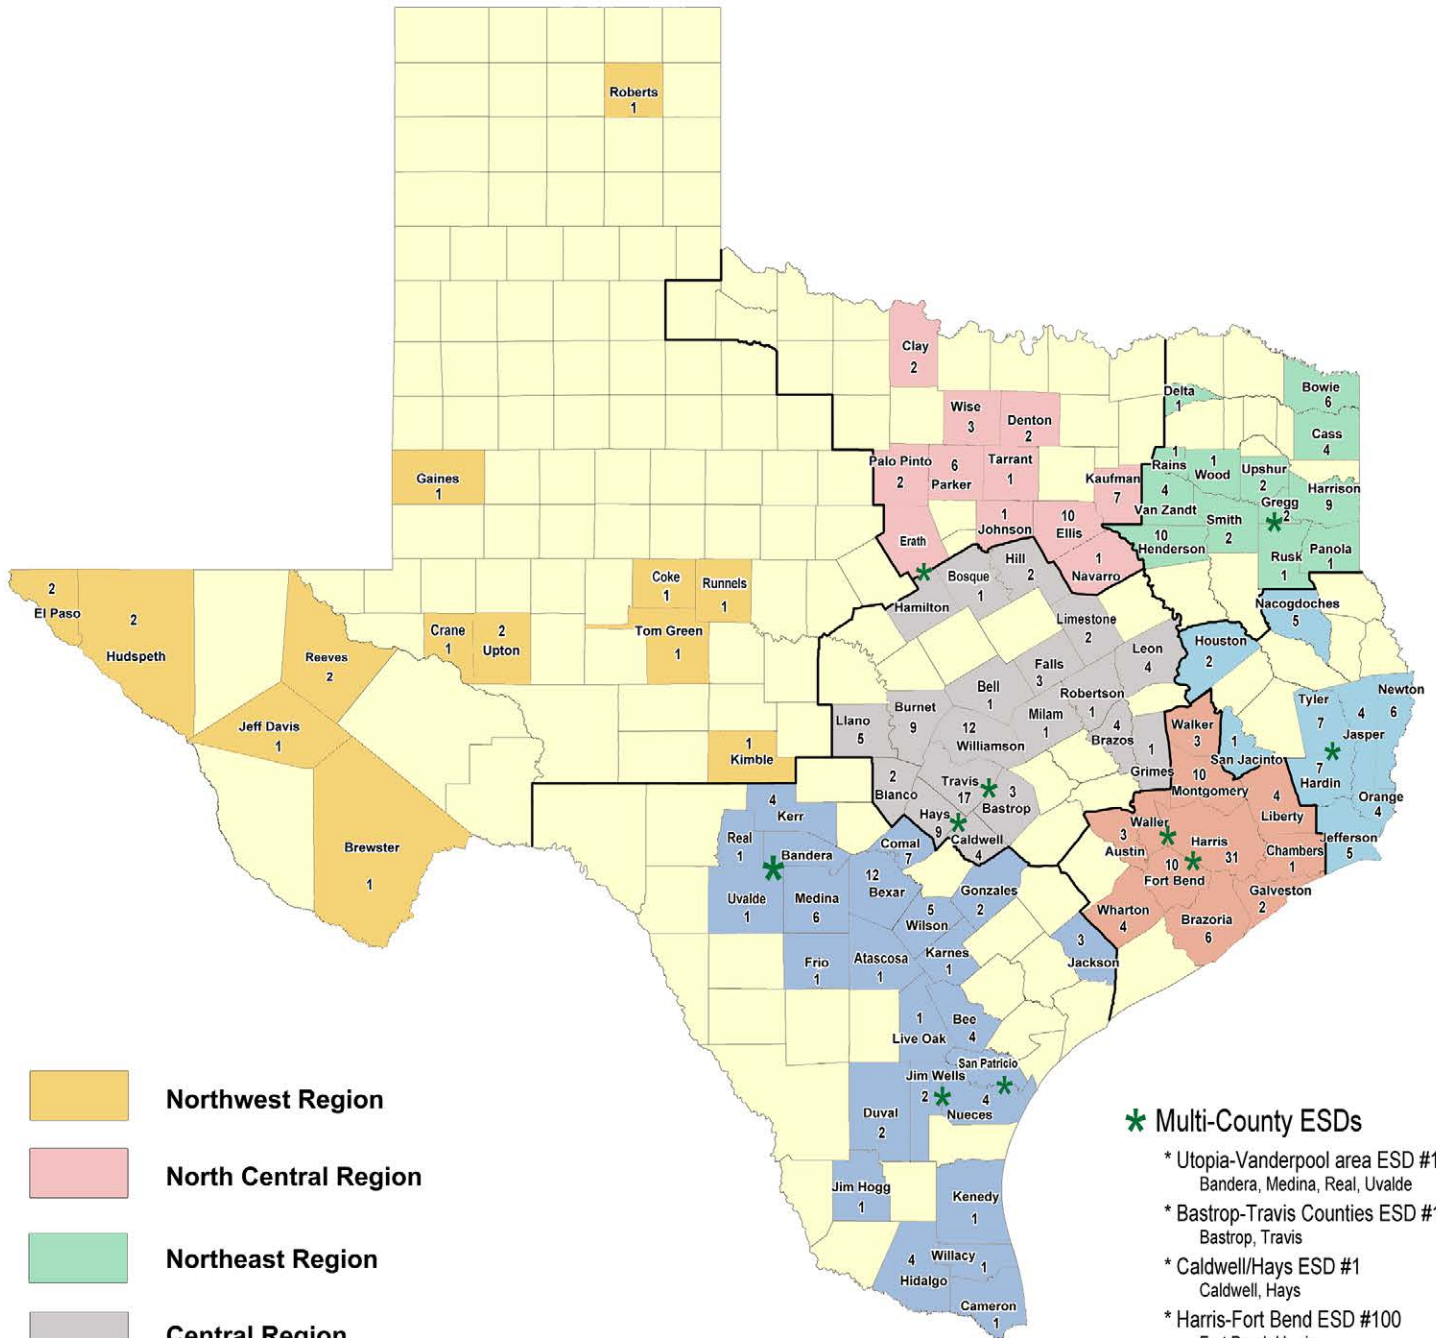 Roberts
1
Clay
2
Delta
1
Bowie
6
Wise
3
Denton
2
Cass
4
Palo Pinto
2
6
Parker
Tarrant
1
Kaufman
7
1
Rains
1
Wood
Upshur
2
Harrison
9
Gaines
1
4
Van Zandt
Gregg
2
1
Johnson
10
Ellis
Smith
2
Erath
10
Henderson
Rusk
1
Panola
1
Hill
2
1
Navarro
Bosque
1
Coke
1
Runnels
1
2
El Paso
2
Hudspeth
Hamilton
Nacogdoches
5
Limestone
2
Crane
1
2
Upton
Tom Green
1
Houston
2
Leon
4
Reeves
2
Falls
3
Bell
1
Robertson
1
Newton
6
Tyler
7
4
Jasper
Jeff Davis
1
Llano
5
Burnet
9
12
Williamson
Milam
1
4
Brazos
Walker
3
1
Kimble
1
Grimes
1
San Jacinto
7
Hardin
2
Blanco
Travis
17
3
Bastrop
10
Montgomery
4
Liberty
Orange
4
4
Kerr
Hays
9
Caldwell
4
Waller
3
Austin
Harris
31
Jefferson
5
Real
1
Bandera
Comal
7
Chambers
1
Brewster
1
10
Fort Bend
12
Bexar
Uvalde
1
Medina
6
Gonzales
2
Galveston
2
5
Wilson
Wharton
4
Brazoria
6
Frio
1
Atascosa
1
Karnes
1
3
Jackson
1
Live Oak
Bee
4
San Patricio
Jim Wells
2
4
Nueces
Duval
2
Jim Hogg
1
Kenedy
1
4
Hidalgo
Willacy
1
Cameron
1
Northwest Region
North Central Region
Northeast Region
Central Region
* Multi-County ESDs
* Utopia-Vanderpool area ESD #1
Bandera, Medina, Real, Uvalde
* Bastrop-Travis Counties ESD #1
Bastrop, Travis
* Caldwell/Hays ESD #1
Caldwell, Hays
* Harris-Fort Bend ESD #100